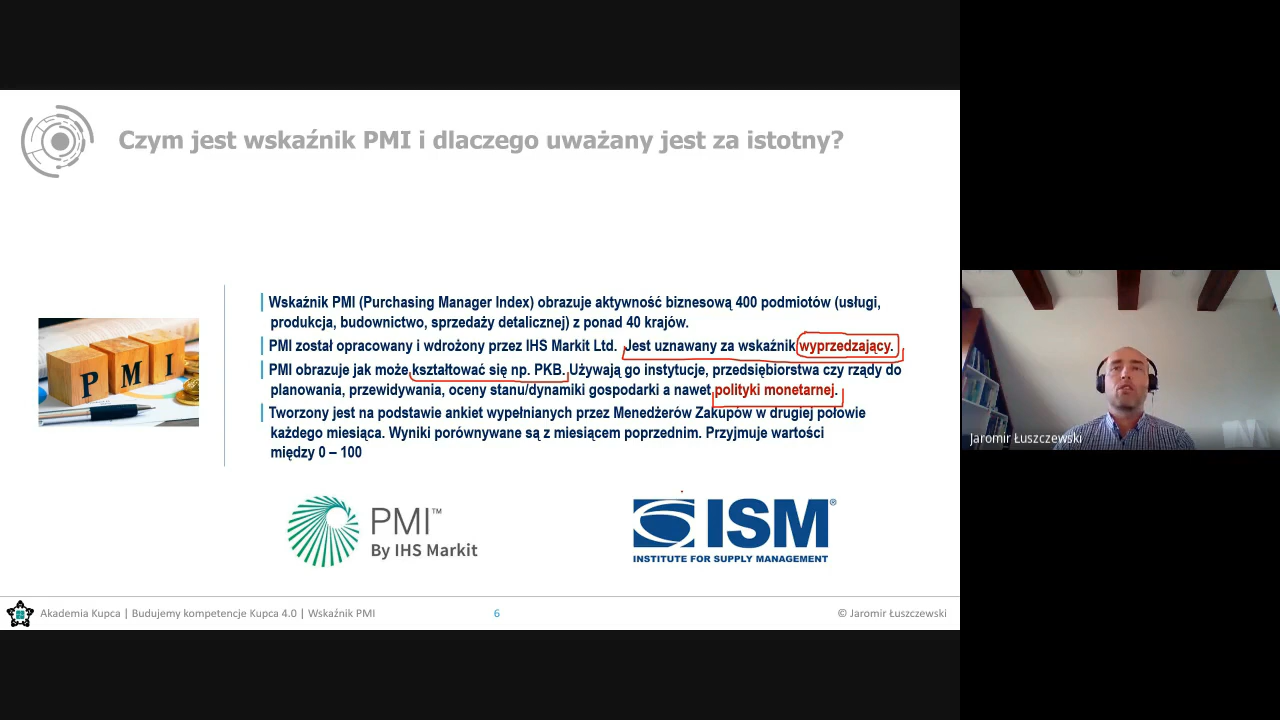 Czym jest wskaźnik PMI i dlaczego uważany jest za istotny?
P M I
Wskaźnik PMI (Purchasing Manager Index) obrazuje aktywność biznesową 400 podmiotów (usługi,
produkcja, budownictwo, sprzedaży detalicznej) z ponad 40 krajów.
PMI został opracowany i wdrożony przez IHS Markit Ltd. Jest uznawany za wskaźnik wyprzedzający.
PMI obrazuje jak może kształtować się np. PKB. Używają go instytucje, przedsiębiorstwa czy rządy do
planowania, przewidywania, oceny stanu/dynamiki gospodarki a nawet polityki monetarnej.
Tworzony jest na podstawie ankiet wypełnianych przez Menedżerów Zakupów w drugiej połowie
każdego miesiąca. Wyniki porównywane są z miesiącem poprzednim. Przyjmuje wartości
między 0 – 100
PMI™
By IHS Markit
ISM®
INSTITUTE FOR SUPPLY MANAGEMENT
Akademia Kupca | Budujemy kompetencje Kupca 4.0 | Wskaźnik PMI
6
© Jaromir Łuszczewski
Jaromir Łuszczewski